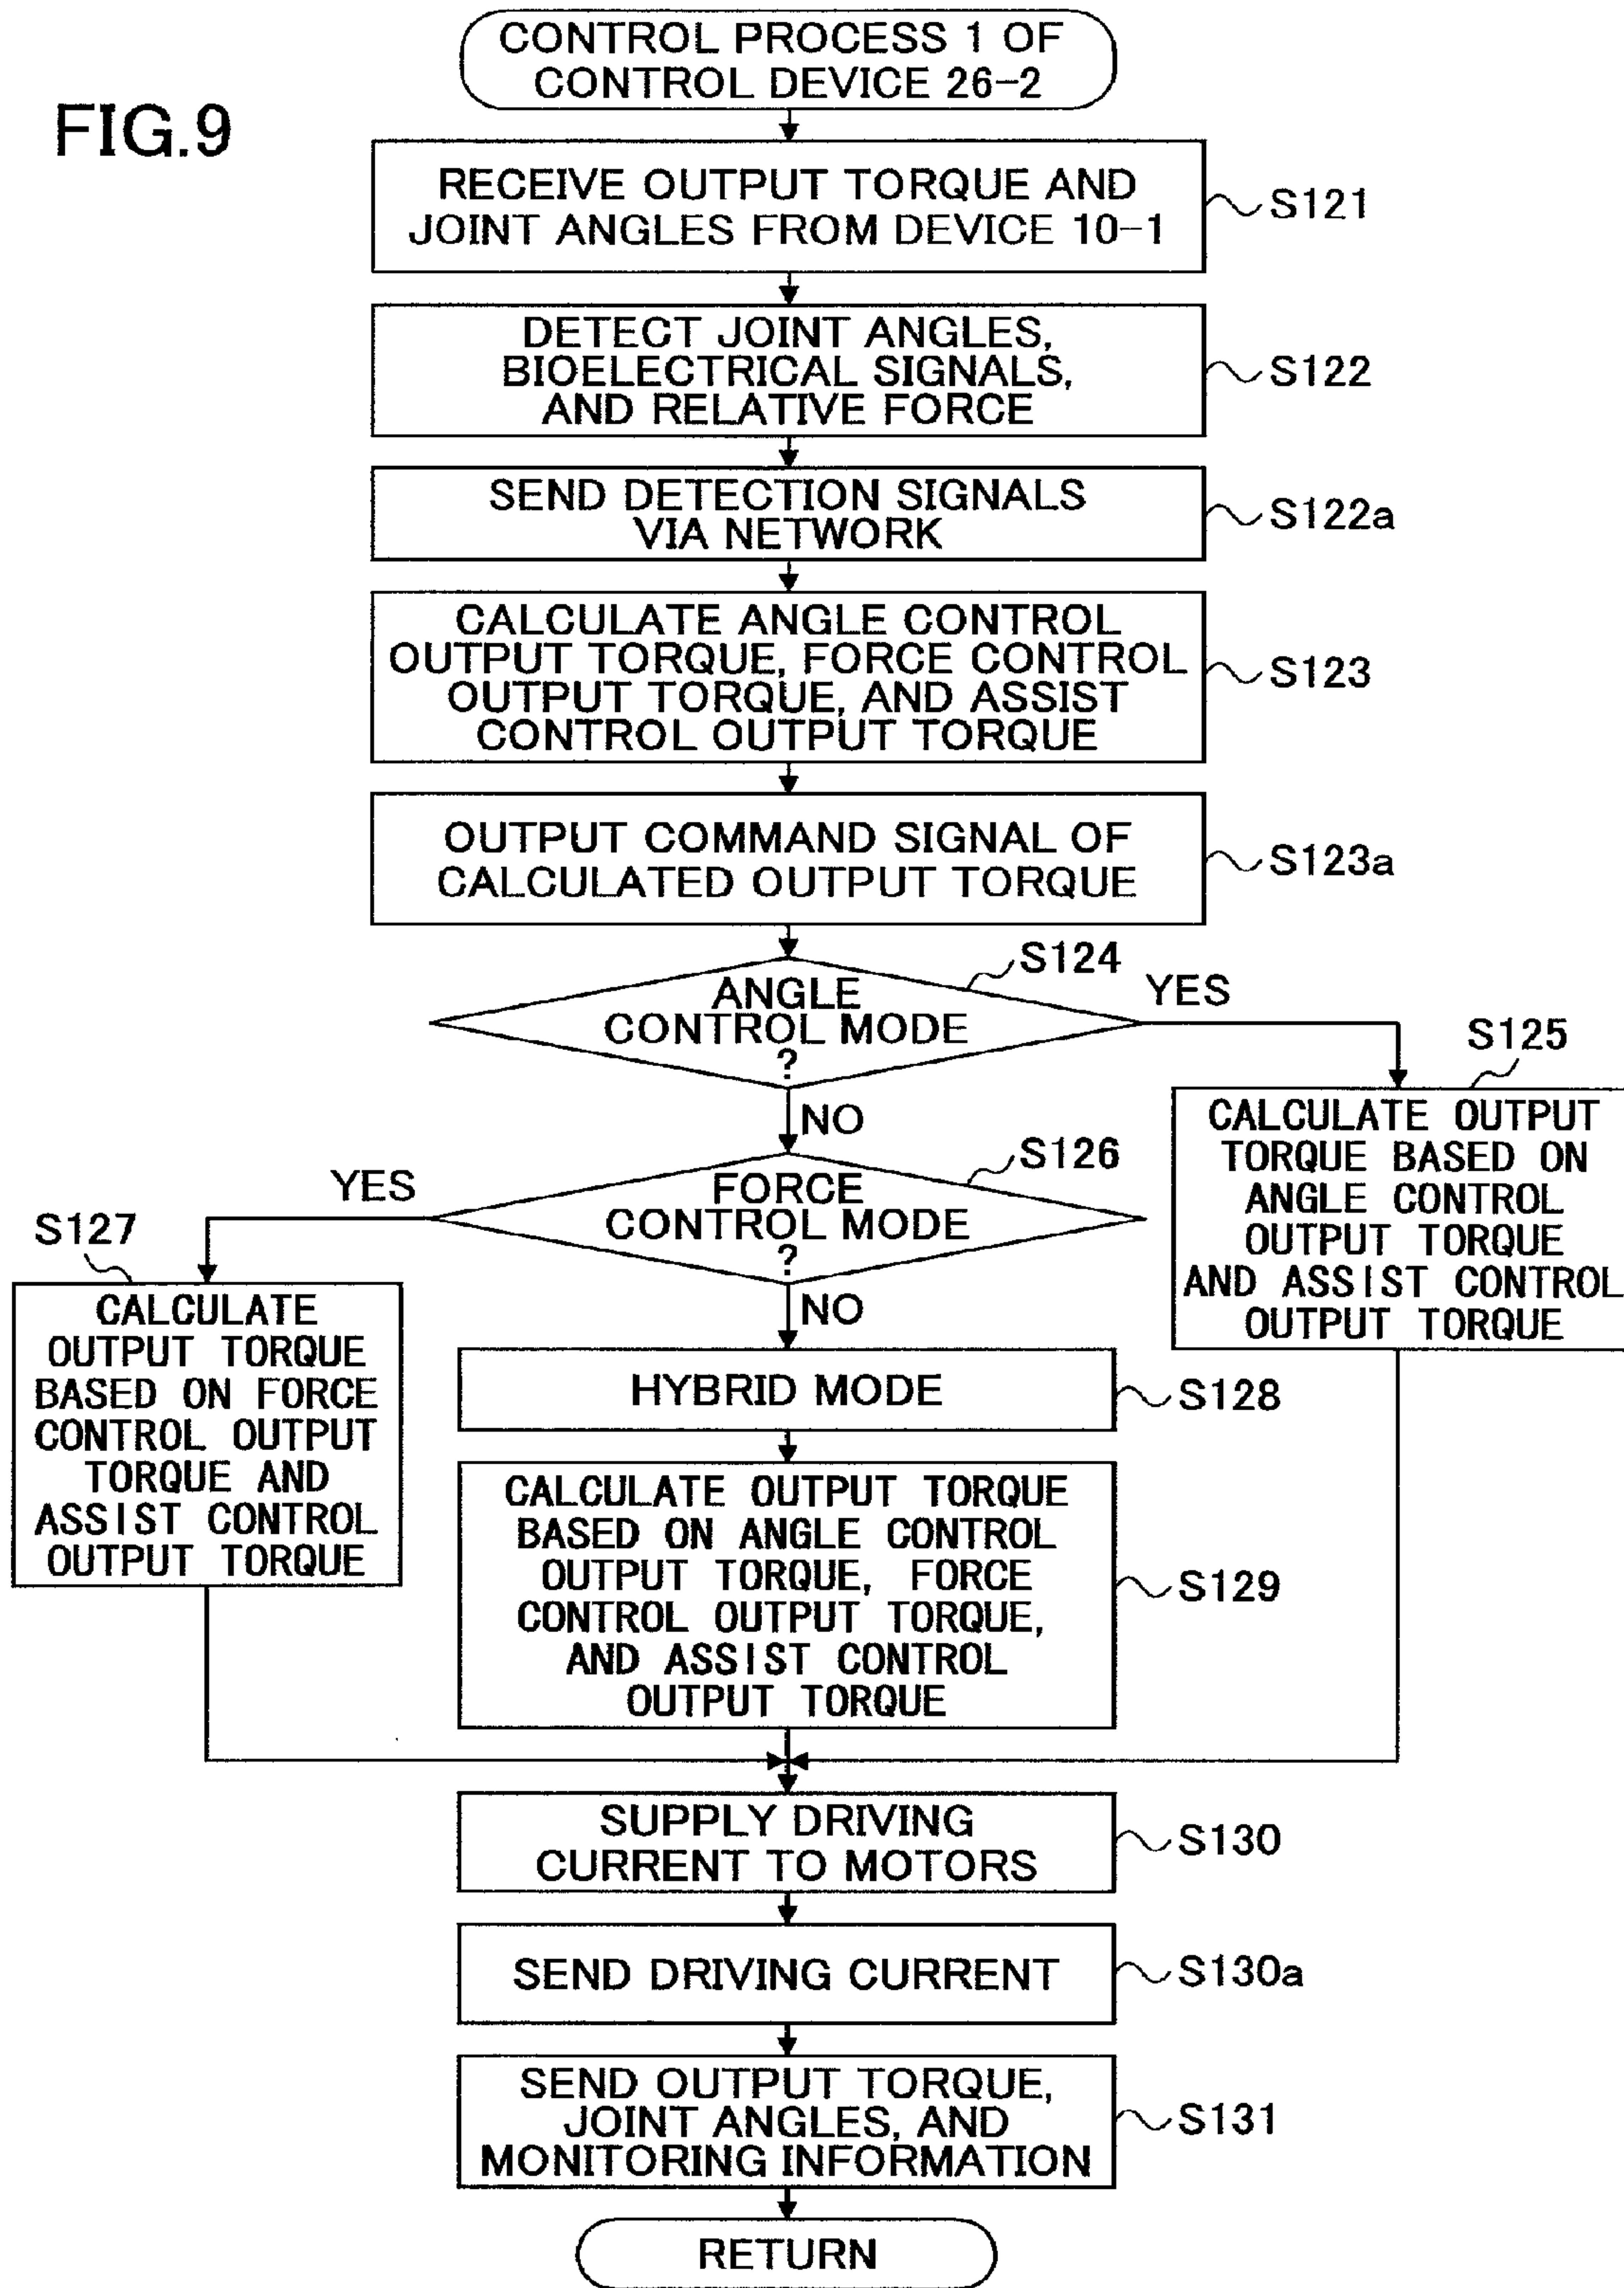 CONTROL PROCESS 1 OF
CONTROL DEVICE 26-2
FIG.9
RECEIVE OUTPUT TORQUE AND
JOINT ANGLES FROM DEVICE 10-1
S121
DETECT JOINT ANGLES,
BIOELECTRICAL SIGNALS,
AND RELATIVE FORCE
S122
SEND DETECTION SIGNALS
VIA NETWORK
S122a
CALCULATE ANGLE CONTROL
OUTPUT TORQUE, FORCE CONTROL
OUTPUT TORQUE, AND ASSIST
CONTROL OUTPUT TORQUE
S123
OUTPUT COMMAND SIGNAL OF
CALCULATED OUTPUT TORQUE
S123a
S124
ANGLE
CONTROL MODE
?
YES
NO
S125
CALCULATE OUTPUT
TORQUE BASED ON
ANGLE CONTROL
OUTPUT TORQUE
AND ASSIST CONTROL
OUTPUT TORQUE
S126
FORCE
CONTROL MODE
?
YES
NO
S127
CALCULATE
OUTPUT TORQUE
BASED ON FORCE
CONTROL OUTPUT
TORQUE AND
ASSIST CONTROL
OUTPUT TORQUE
HYBRID MODE
S128
CALCULATE OUTPUT TORQUE
BASED ON ANGLE CONTROL
OUTPUT TORQUE, FORCE
CONTROL OUTPUT TORQUE,
AND ASSIST CONTROL
OUTPUT TORQUE
S129
SUPPLY DRIVING
CURRENT TO MOTORS
S130
SEND DRIVING CURRENT
S130a
SEND OUTPUT TORQUE,
JOINT ANGLES, AND
MONITORING INFORMATION
S131
RETURN